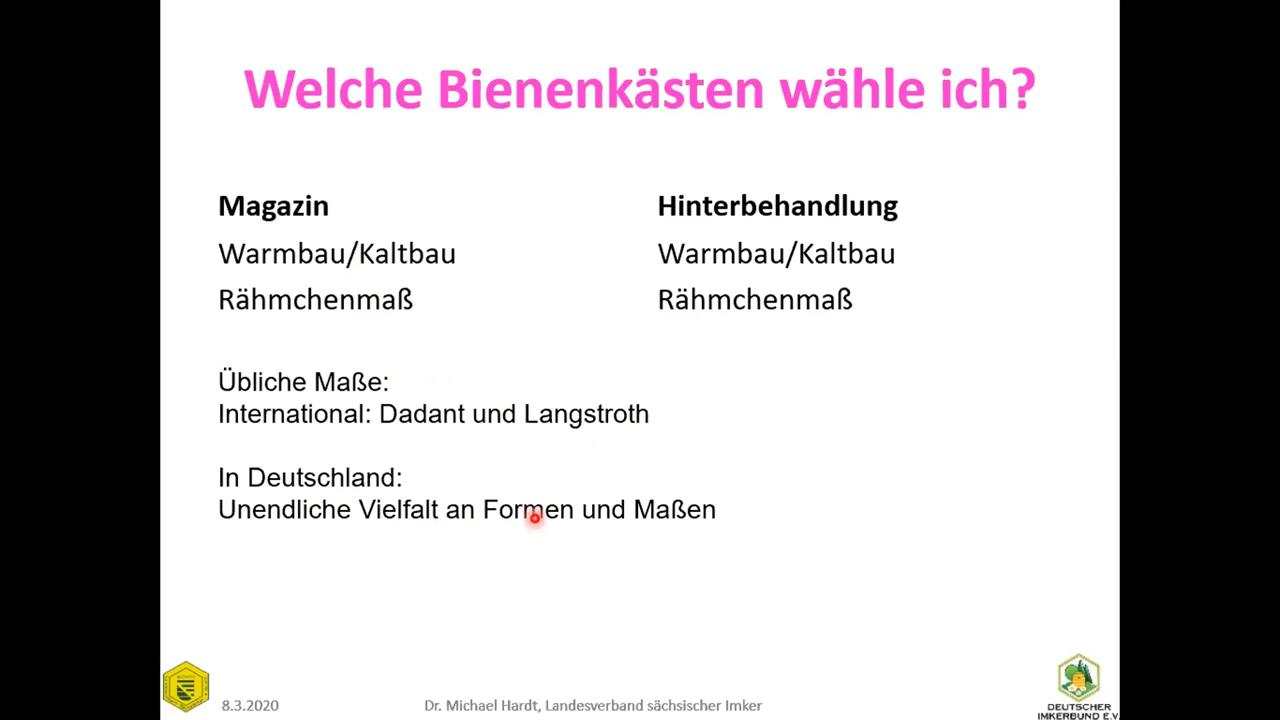 Welche Bienenkästen wähle ich?
Magazin
Warmbau/Kaltbau
Rähmchenmaß
Hinterbehandlung
Warmbau/Kaltbau
Rähmchenmaß
Übliche Maße:
International: Dadant und Langstroth
In Deutschland:
Unendliche Vielfalt an Formen und Maßen
8.3.2020
Dr. Michael Hardt, Landesverband sächsischer Imker
DEUTSCHER
IMKERBUND E.V